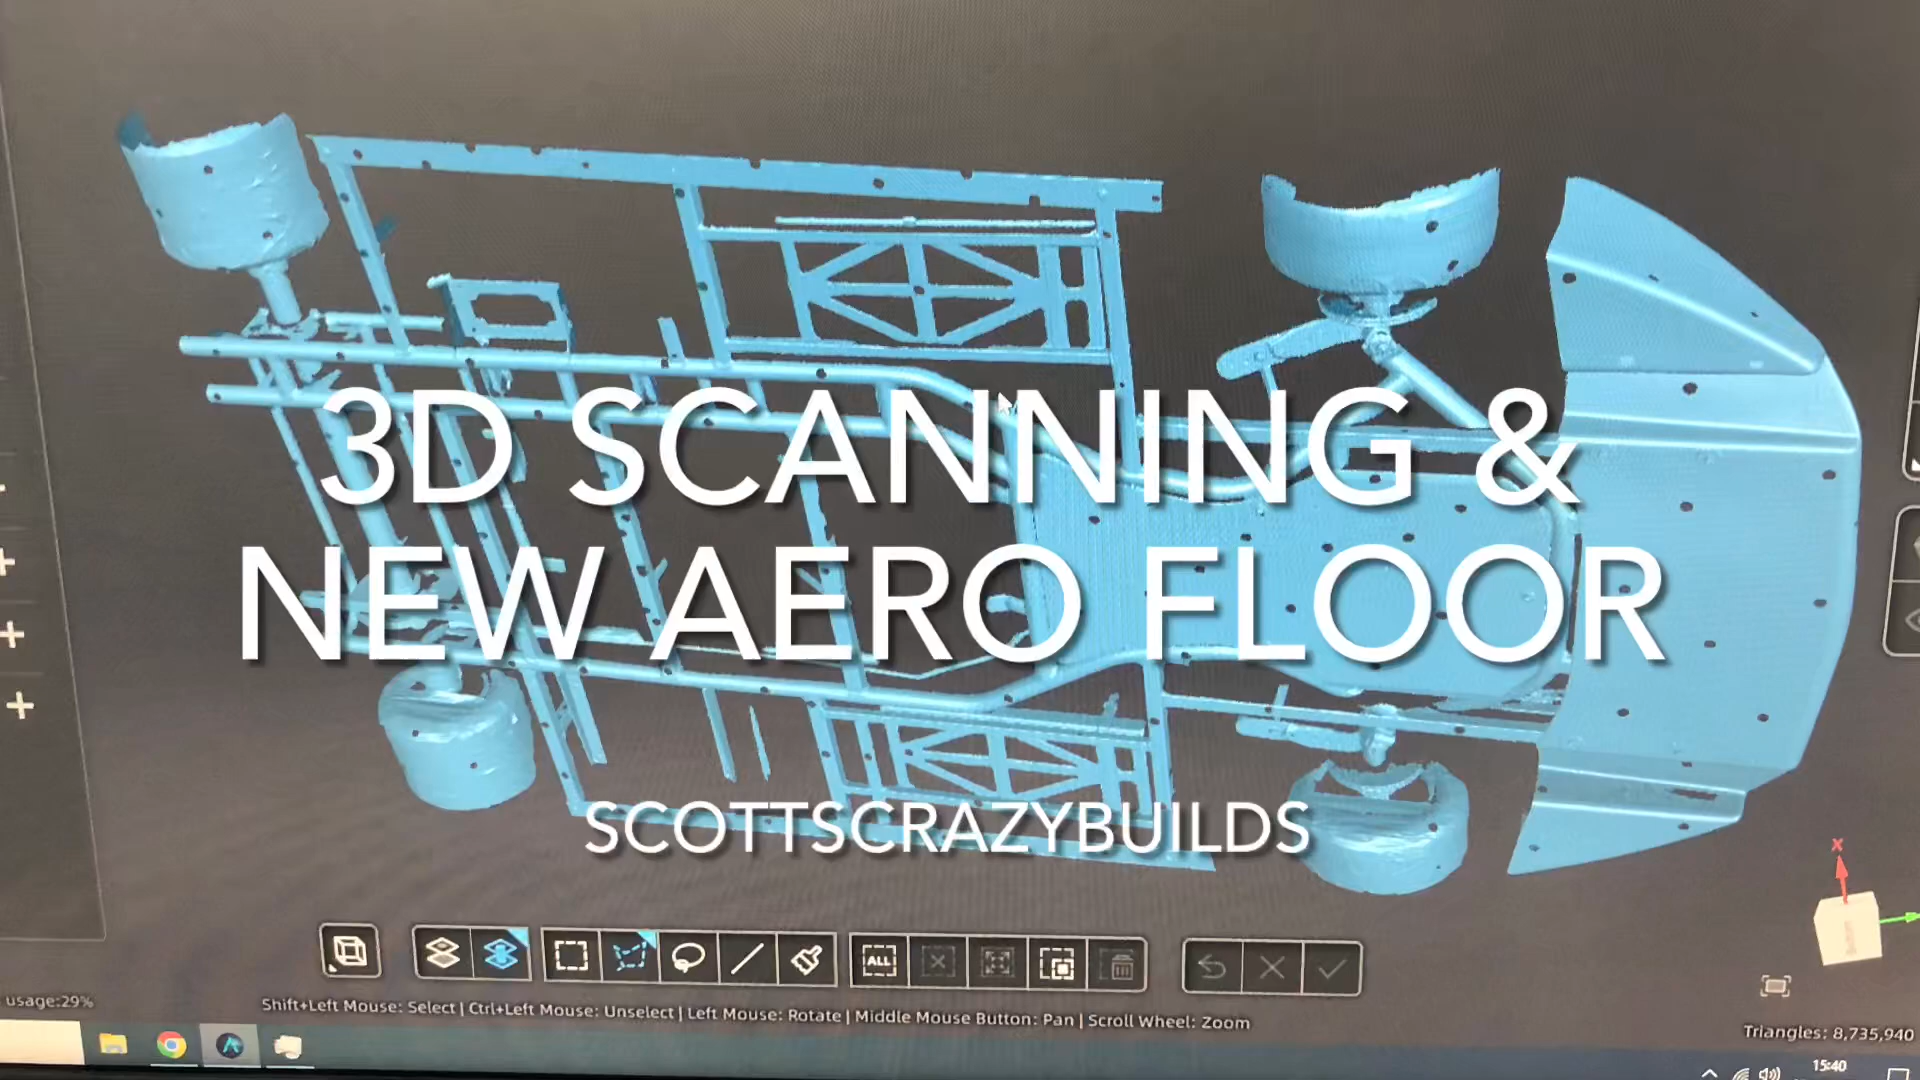 3D SCANNING &
NEW AERO FLOOR
SCOTTSCRAZYBUILDS
X
ALL
usage:29%
Shift+Left Mouse: Select | Ctrl+Left Mouse: Unselect | Left Mouse: Rotate | Middle Mouse Button: Pan | Scroll Wheel: Zoom
Triangles: 8,735,940
15:40